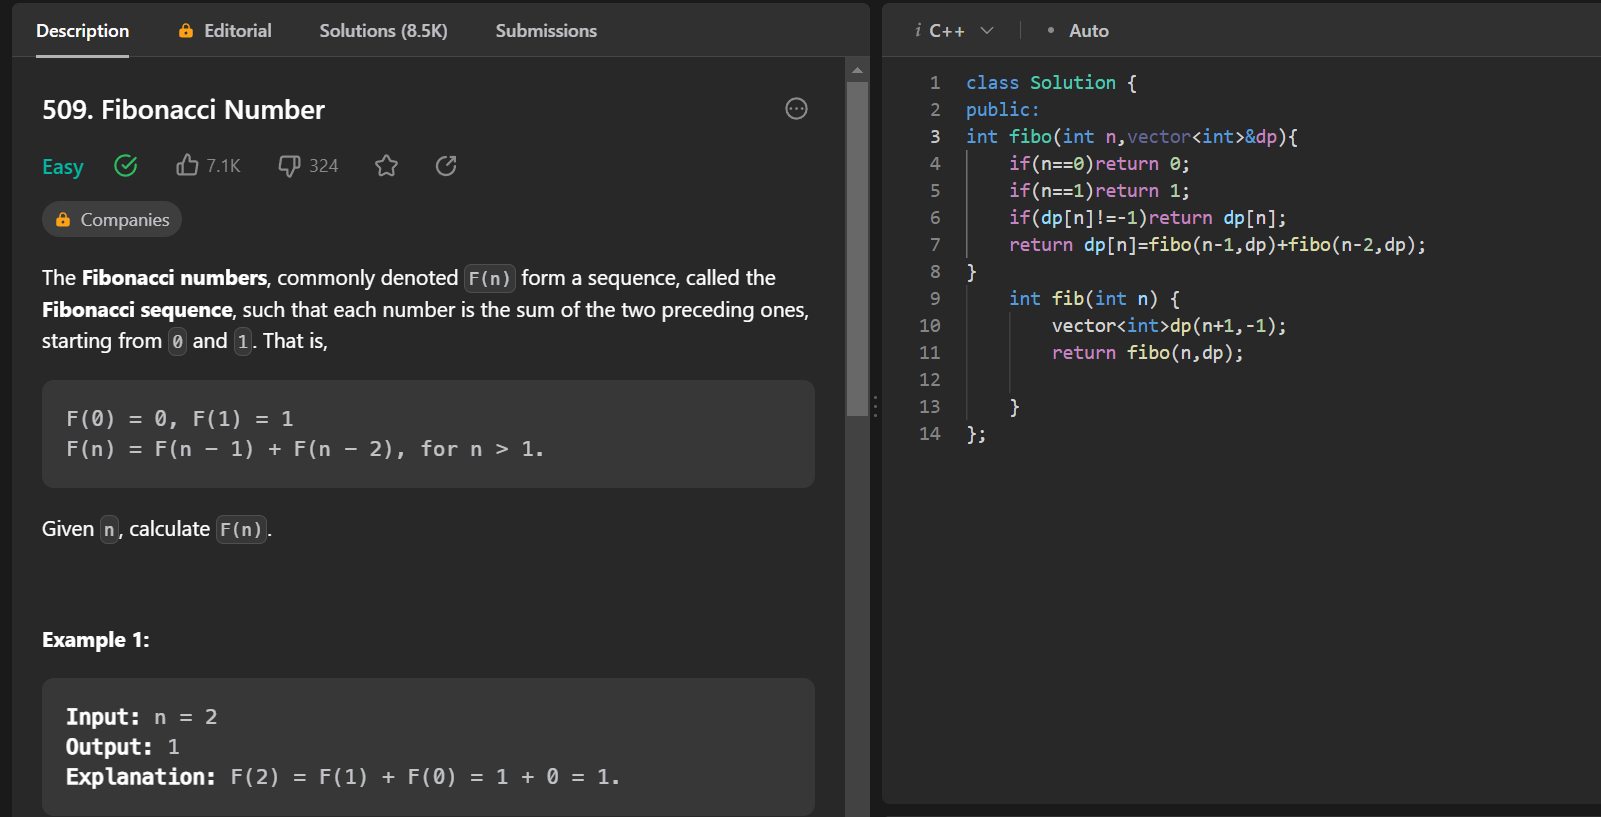 Description Editorial Solutions (8.5K) Submissions
509. Fibonacci Number
Easy 7.1K 324
Companies
The Fibonacci numbers, commonly denoted F(n) form a sequence, called the
Fibonacci sequence, such that each number is the sum of the two preceding ones,
starting from 0 and 1. That is,
F(0) = 0, F(1) = 1
F(n) = F(n − 1) + F(n − 2), for n > 1.
Given n, calculate F(n).
Example 1:
Input: n = 2
Output: 1
Explanation: F(2) = F(1) + F(0) = 1 + 0 = 1.
i C++ • Auto
1 class Solution {
2 public:
3 int fibo(int n,vector<int>&dp){
4     if(n==0)return 0;
5     if(n==1)return 1;
6     if(dp[n]!=-1)return dp[n];
7     return dp[n]=fibo(n-1,dp)+fibo(n-2,dp);
8 }
9     int fib(int n) {
10         vector<int>dp(n+1,-1);
11         return fibo(n,dp);
12
13     }
14 };